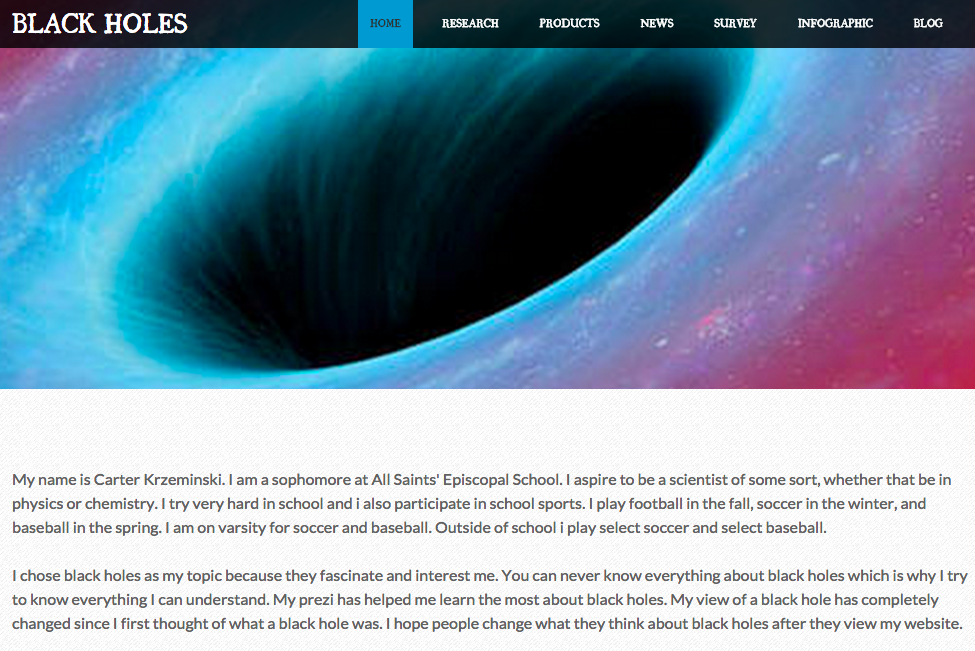 BLACK HOLES
HOME RESEARCH PRODUCTS NEWS SURVEY INFOGRAPHIC BLOG
My name is Carter Krzeminski. I am a sophomore at All Saints' Episcopal School. I aspire to be a scientist of some sort, whether that be in
physics or chemistry. I try very hard in school and i also participate in school sports. I play football in the fall, soccer in the winter, and
baseball in the spring. I am on varsity for soccer and baseball. Outside of school i play select soccer and select baseball.
I chose black holes as my topic because they fascinate and interest me. You can never know everything about black holes which is why I try
to know everything I can understand. My prezi has helped me learn the most about black holes. My view of a black hole has completely
changed since I first thought of what a black hole was. I hope people change what they think about black holes after they view my website.